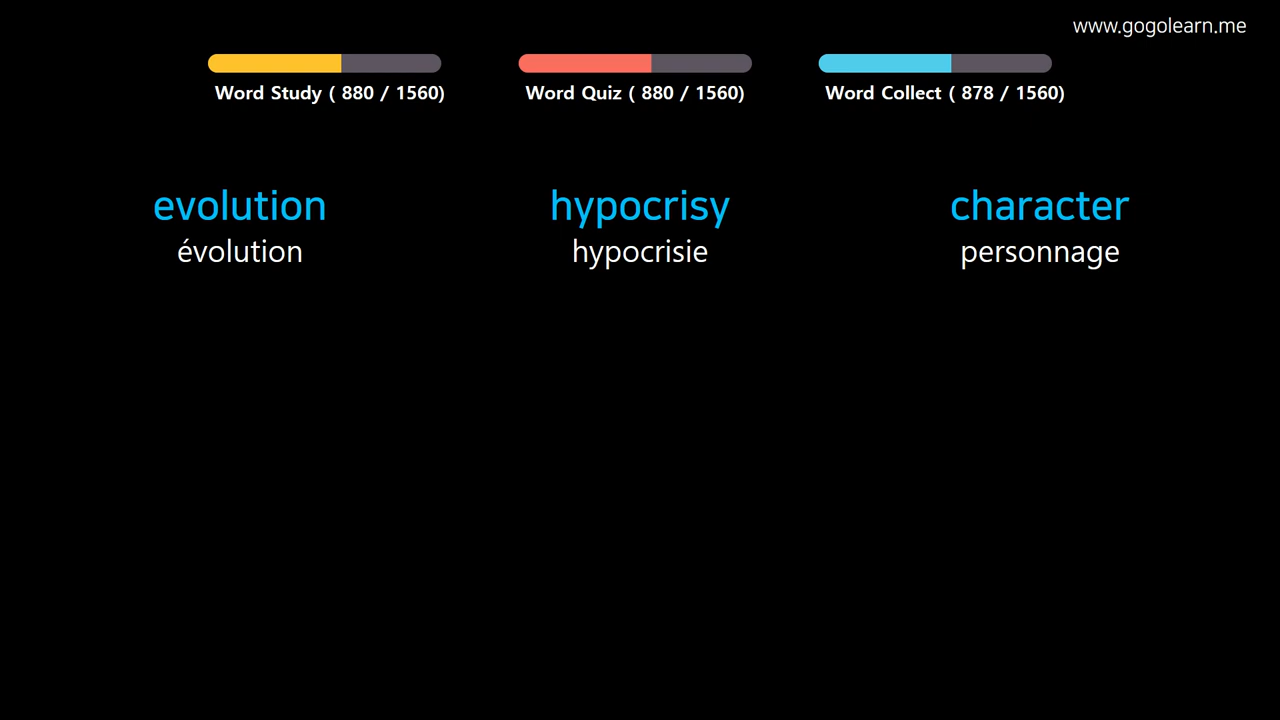 www.gogolearn.me
Word Study ( 880 / 1560)
Word Quiz ( 880 / 1560)
Word Collect ( 878 / 1560)
evolution
évolution
hypocrisy
hypocrisie
character
personnage